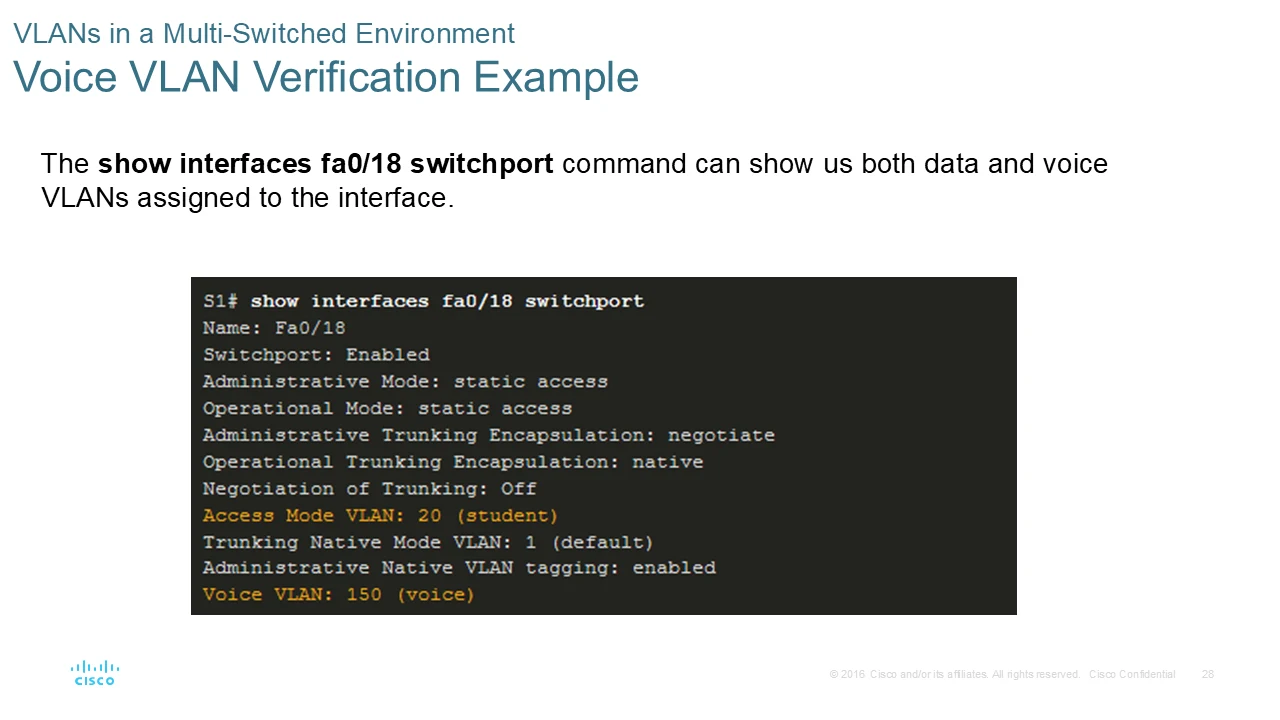 VLANs in a Multi-Switched Environment
Voice VLAN Verification Example
The show interfaces fa0/18 switchport command can show us both data and voice
VLANs assigned to the interface.
S1# show interfaces fa0/18 switchport
Name: Fa0/18
Switchport: Enabled
Administrative Mode: static access
Operational Mode: static access
Administrative Trunking Encapsulation: negotiate
Operational Trunking Encapsulation: native
Negotiation of Trunking: Off
Access Mode VLAN: 20 (student)
Trunking Native Mode VLAN: 1 (default)
Administrative Native VLAN tagging: enabled
Voice VLAN: 150 (voice)
CISCO
© 2016 Cisco and/or its affiliates. All rights reserved. Cisco Confidential 28